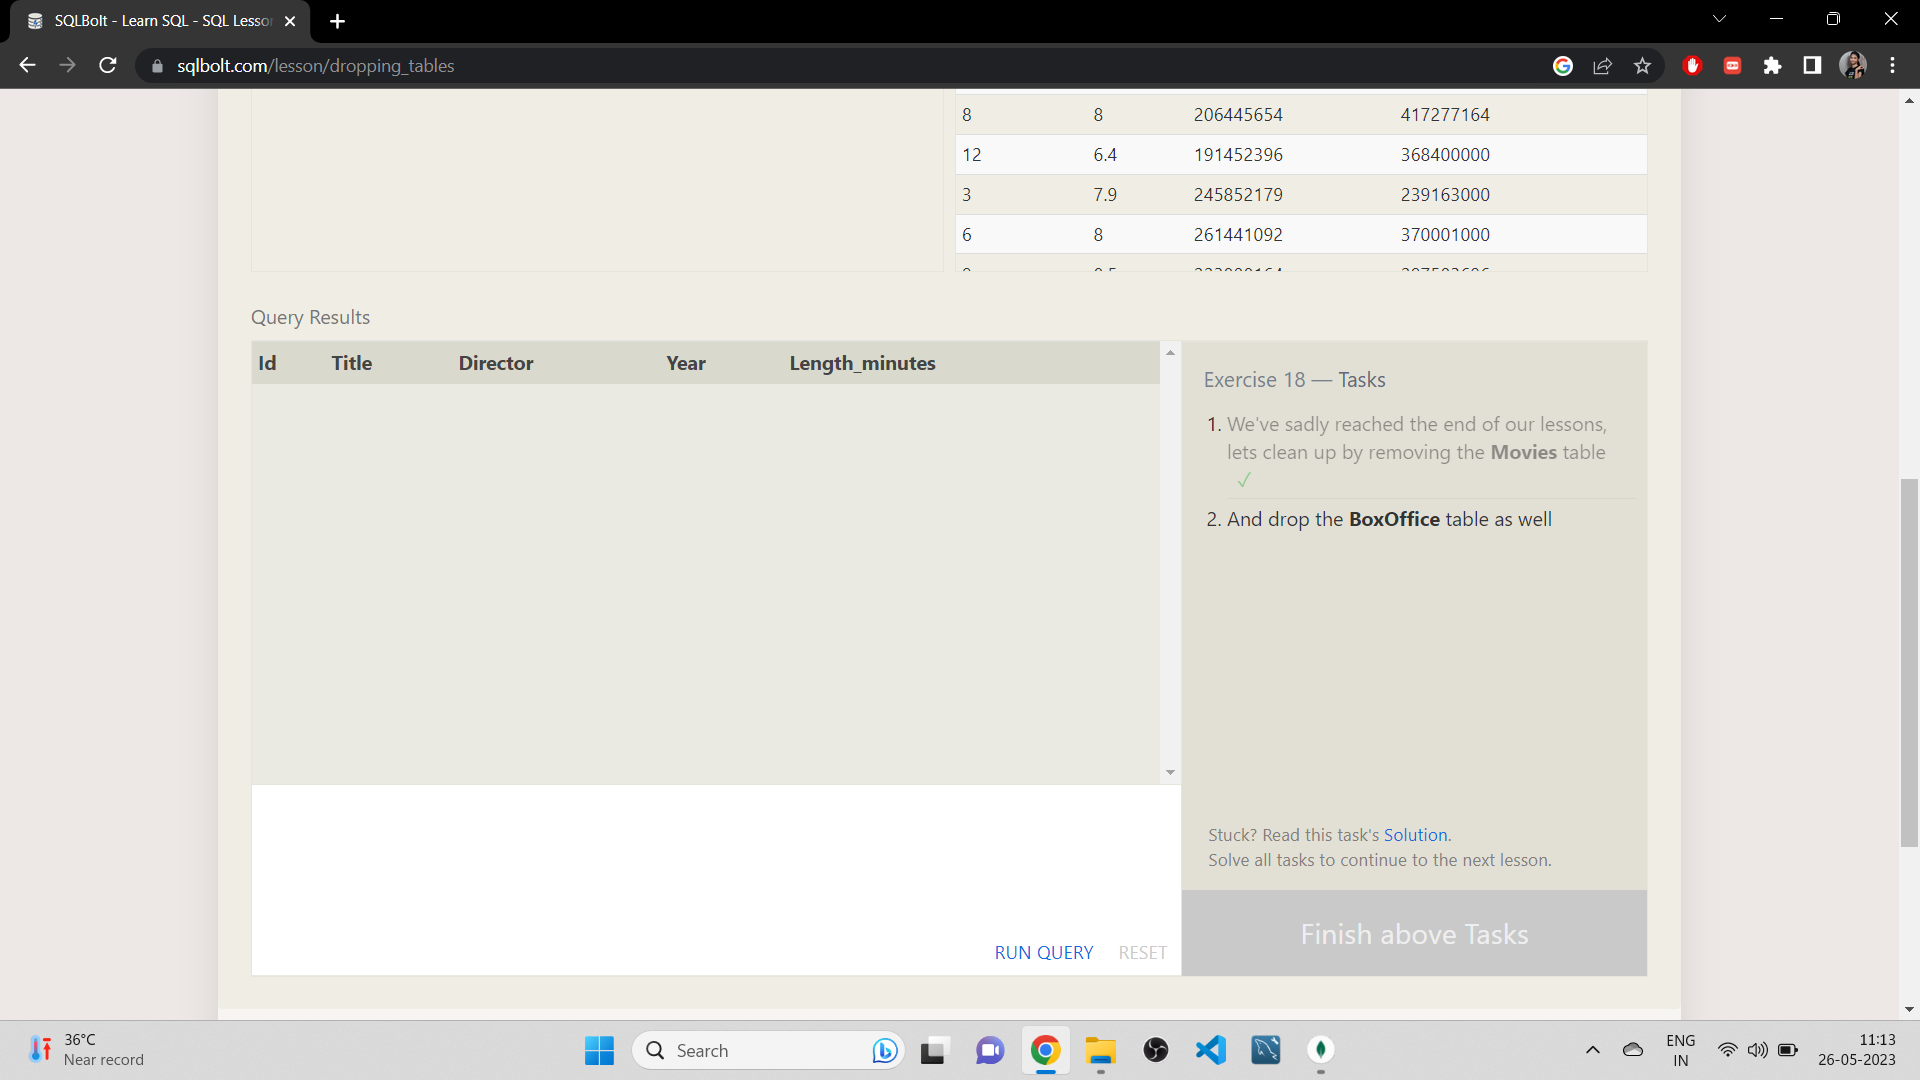 SQLBolt - Learn SQL - SQL Lesso
sqlbolt.com/lesson/dropping_tables
8 8 206445654 417277164
12 6.4 191452396 368400000
3 7.9 245852179 239163000
6 8 261441092 370001000
Query Results
Id Title Director Year Length_minutes
Exercise 18 — Tasks
1. We've sadly reached the end of our lessons,
lets clean up by removing the Movies table
✓
2. And drop the BoxOffice table as well
Stuck? Read this task's Solution.
Solve all tasks to continue to the next lesson.
RUN QUERY RESET
Finish above Tasks
36°C
Near record
Search
ENG
IN
11:13
26-05-2023